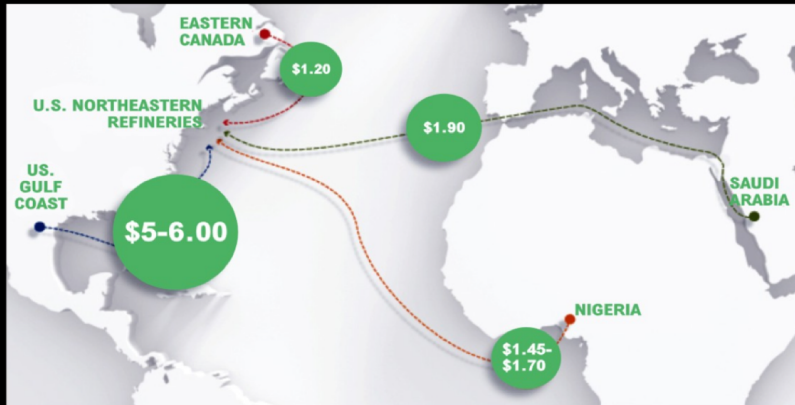 EASTERN
CANADA
$1.20
U.S. NORTHEASTERN
REFINERIES
$1.90
US.
GULF
COAST
$5-6.00
SAUDI
ARABIA
NIGERIA
$1.45-
$1.70